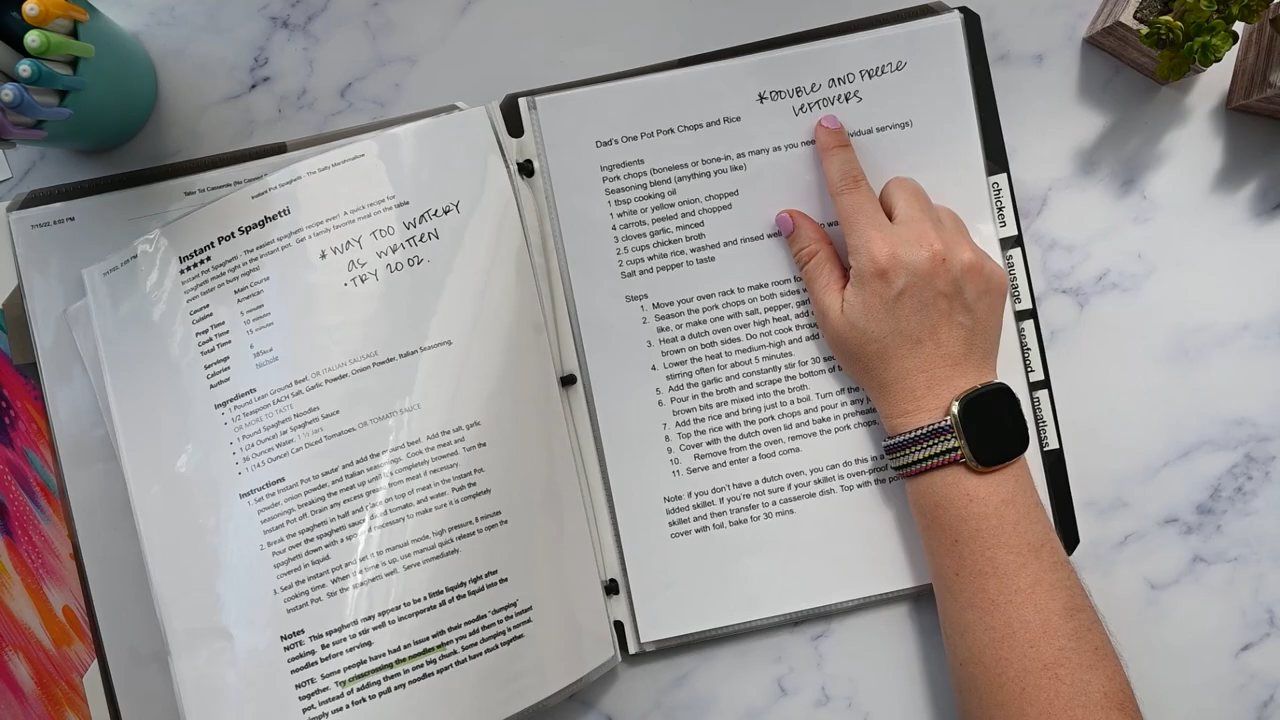 7/15/22, 8:52 PM
Tater Tot Casserole (No Canned
7/17/22, 2:09 PM
Instant Pot Spaghetti - The Salty Marshmallow
Instant Pot Spaghetti
★★★★★
Instant Pot Spaghetti - The easiest spaghetti recipe ever! A quick recipe for
spaghetti made right in the instant pot. Get a family favorite meal on the table
even faster on busy nights!
*WAY TOO WATERY
AS WRITTEN
•TRY 20 OZ.
Course Main Course
Cuisine American
Prep Time 5 minutes
Cook Time 10 minutes
Total Time 15 minutes
Servings 6
Calories 385kcal
Author Nichole
Ingredients
• 1 Pound Lean Ground Beef, OR ITALIAN SAUSAGE
• 1/2 Teaspoon EACH Salt, Garlic Powder, Onion Powder, Italian Seasoning,
OR MORE TO TASTE
• 1 Pound Spaghetti Noodles
• 1 (24 Ounce) Jar Spaghetti Sauce
• 36 Ounces Water, 1 ½ Jars
• 1 (14.5 Ounce) Can Diced Tomatoes, OR TOMATO SAUCE
Instructions
1. Set the Instant Pot to saute' and add the ground beef. Add the salt, garlic
powder, onion powder, and Italian seasonings. Cook the meat and
seasonings, breaking the meat up until it's completely browned. Turn the
Instant Pot off. Drain any excess grease from meat if necessary.
2. Break the spaghetti in half and place on top of meat in the Instant Pot.
Pour over the spaghetti sauce, diced tomato, and water. Push the
spaghetti down with a spoon if necessary to make sure it is completely
covered in liquid.
3. Seal the instant pot and set it to manual mode, high pressure, 8 minutes
cooking time. When the time is up, use manual quick release to open the
Instant Pot. Stir the spaghetti well. Serve immediately.
Notes
NOTE: This spaghetti may appear to be a little liquidy right after
cooking. Be sure to stir well to incorporate all of the liquid into the
noodles before serving.
NOTE: Some people have had an issue with their noodles "clumping"
together. Try crisscrossing the noodles when you add them to the instant
pot, instead of adding them in one big chunk. Some clumping is normal.
simply use a fork to pull any noodles apart that have stuck together.
*DOUBLE AND FREEZE
LEFTOVERS
Dad's One Pot Pork Chops and Rice
Ingredients
Pork chops (boneless or bone-in, as many as you need individual servings)
Seasoning blend (anything you like)
1 tbsp cooking oil
1 white or yellow onion, chopped
4 carrots, peeled and chopped
3 cloves garlic, minced
2.5 cups chicken broth
2 cups white rice, washed and rinsed well
Salt and pepper to taste
Steps
1. Move your oven rack to make room for
2. Season the pork chops on both sides
like, or make one with salt, pepper,
3. Heat a dutch oven over high heat, add
brown on both sides. Do not cook through
4. Lower the heat to medium-high and add
stirring often for about 5 minutes.
5. Add the garlic and constantly stir for 30
6. Pour in the broth and scrape the bottom of
brown bits are mixed into the broth.
7. Add the rice and bring just to a boil. Turn off the
8. Top the rice with the pork chops and pour in any
9. Cover with the dutch oven lid and bake in
10. Remove from the oven, remove the pork chops,
11. Serve and enter a food coma.
Note: if you don't have a dutch oven, you can do this in a
lidded skillet. If you're not sure if your skillet is oven-proof
skillet and then transfer to a casserole dish. Top with the
cover with foil, bake for 30 mins.
chicken
sausage
seafood
meatless